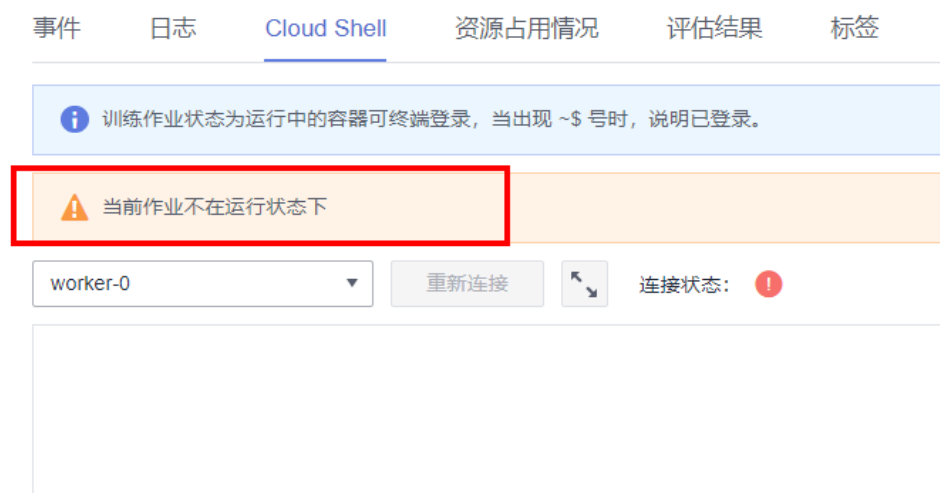 事件 日志 Cloud Shell 资源占用情况 评估结果 标签
训练作业状态为运行中的容器可终端登录，当出现 ~$ 号时，说明已登录。
当前作业不在运行状态下
worker-0 重新连接 连接状态：